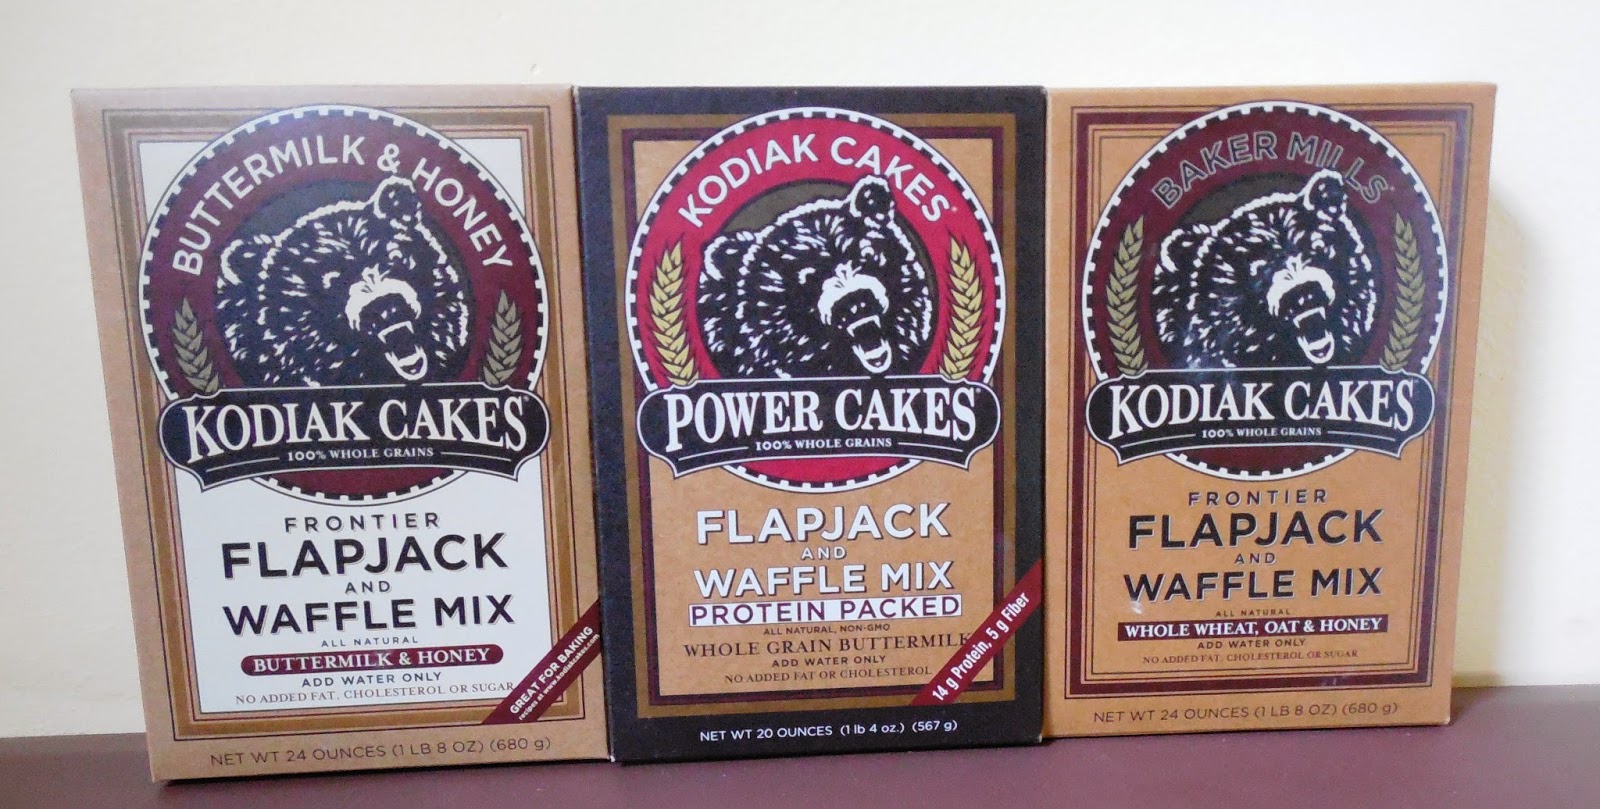 BUTTERMILK & HONEY
KODIAK CAKES®
100% WHOLE GRAINS
FRONTIER
FLAPJACK
AND
WAFFLE MIX
ALL NATURAL
BUTTERMILK & HONEY
ADD WATER ONLY
NO ADDED FAT, CHOLESTEROL OR SUGAR
GREAT FOR BAKING
recipes at www.kodiakcakes.com
NET WT 24 OUNCES (1 LB 8 OZ) (680 g)
KODIAK CAKES®
POWER CAKES
100% WHOLE GRAINS
FLAPJACK
AND
WAFFLE MIX
PROTEIN PACKED
ALL NATURAL, NON-GMO
WHOLE GRAIN BUTTERMILK
ADD WATER ONLY
NO ADDED FAT OR CHOLESTEROL
14 g Protein, 5 g Fiber
NET WT 20 OUNCES (1 lb 4 oz.) (567 g)
BAKER MILLS
KODIAK CAKES
100% WHOLE GRAINS
FRONTIER
FLAPJACK
AND
WAFFLE MIX
ALL NATURAL
WHOLE WHEAT, OAT & HONEY
ADD WATER ONLY
NO ADDED FAT, CHOLESTEROL OR SUGAR
NET WT 24 OUNCES (1 LB 8 OZ) (680 g)